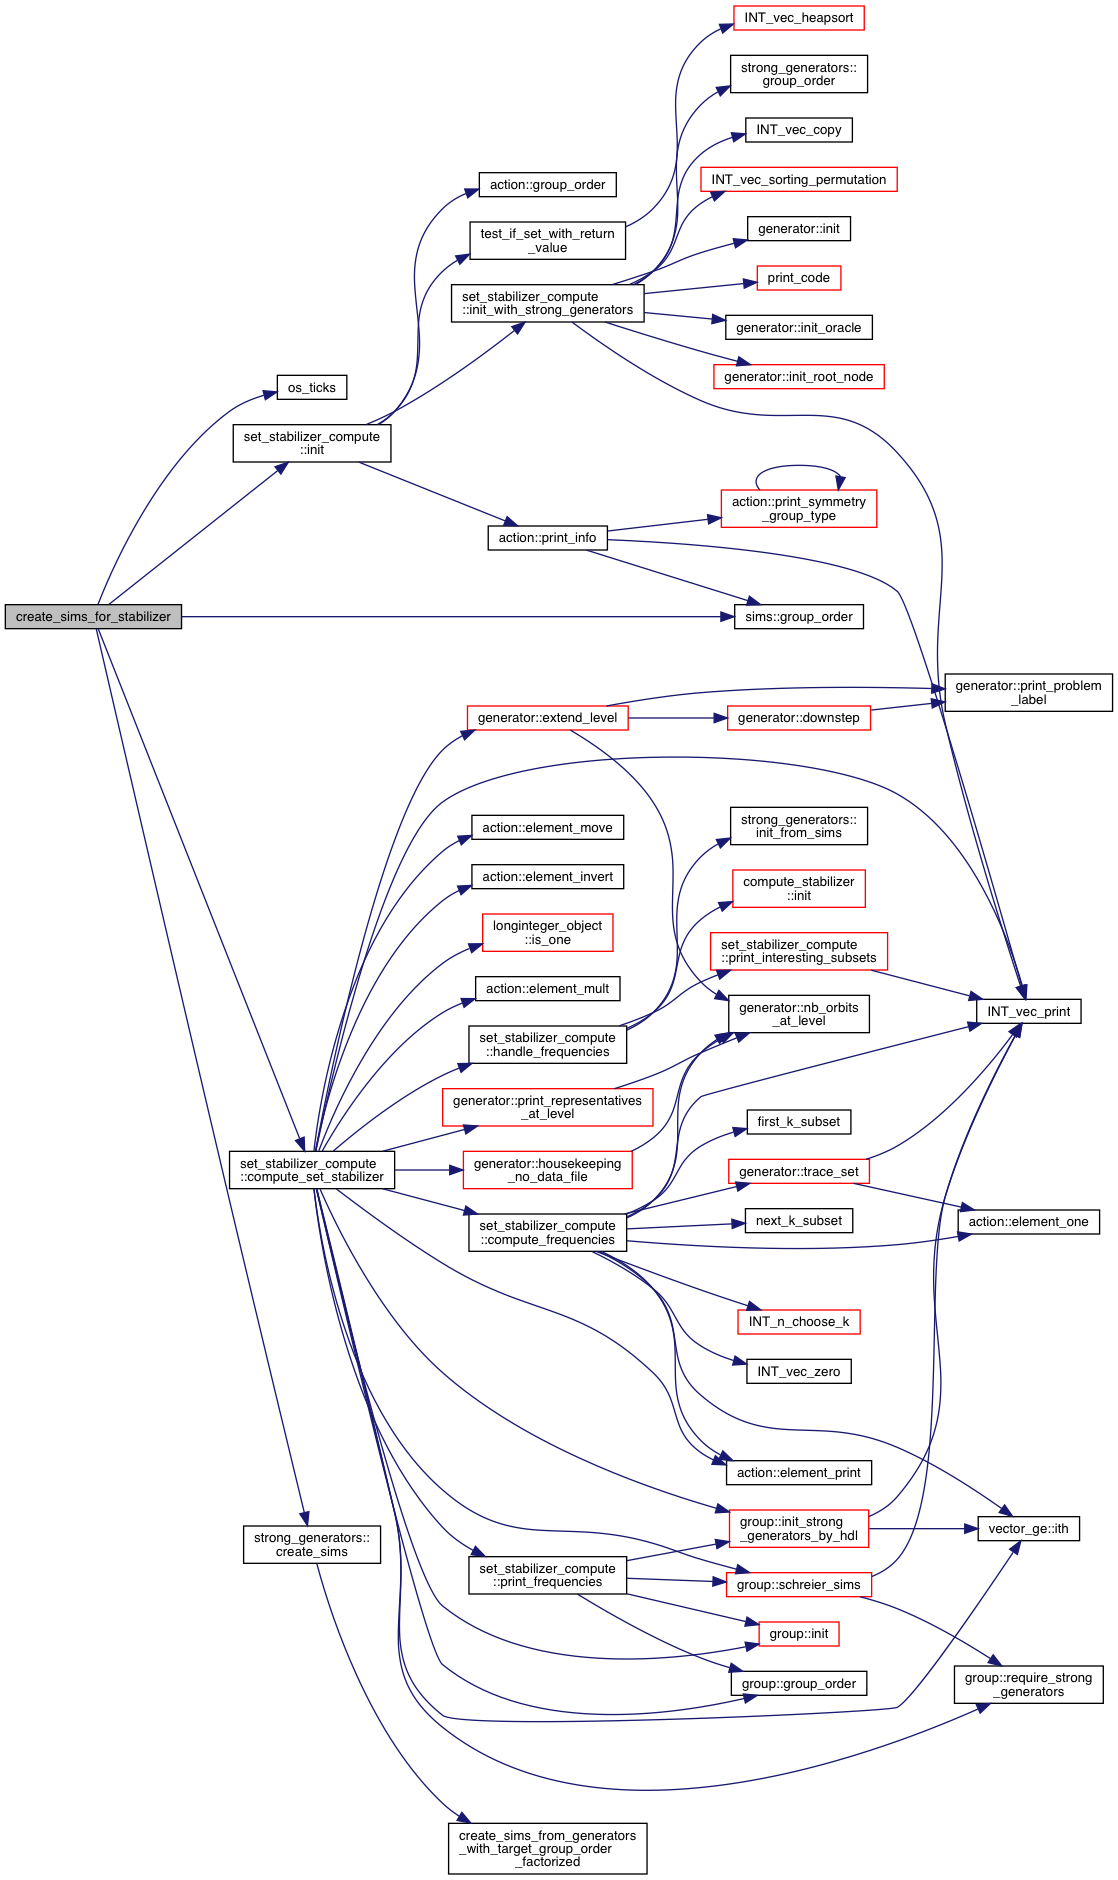 INT_vec_heapsort
strong_generators::
group_order
INT_vec_copy
INT_vec_sorting_permutation
action::group_order
generator::init
test_if_set_with_return
_value
print_code
set_stabilizer_compute
::init_with_strong_generators
generator::init_oracle
generator::init_root_node
os_ticks
set_stabilizer_compute
::init
action::print_symmetry
_group_type
action::print_info
create_sims_for_stabilizer
sims::group_order
generator::print_problem
_label
generator::extend_level
generator::downstep
action::element_move
strong_generators::
init_from_sims
action::element_invert
compute_stabilizer
::init
longinteger_object
::is_one
set_stabilizer_compute
::print_interesting_subsets
action::element_mult
generator::nb_orbits
_at_level
INT_vec_print
set_stabilizer_compute
::handle_frequencies
generator::print_representatives
_at_level
first_k_subset
set_stabilizer_compute
::compute_set_stabilizer
generator::housekeeping
_no_data_file
generator::trace_set
set_stabilizer_compute
::compute_frequencies
next_k_subset
action::element_one
INT_n_choose_k
INT_vec_zero
action::element_print
group::init_strong
_generators_by_hdl
vector_ge::ith
strong_generators::
create_sims
set_stabilizer_compute
::print_frequencies
group::schreier_sims
group::init
group::group_order
group::require_strong
_generators
create_sims_from_generators
_with_target_group_order
_factorized